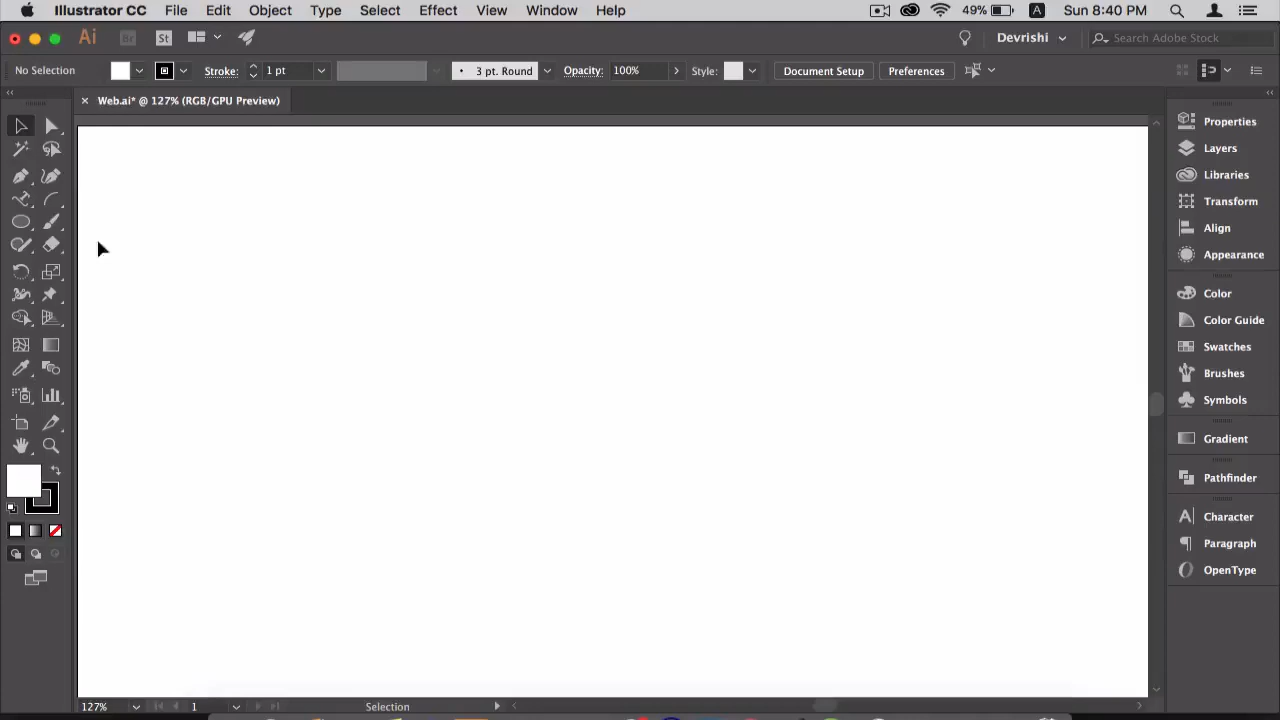 Illustrator CC File Edit Object Type Select Effect View Window Help 49% A Sun 8:40 PM
Ai Br St Devrishi Search Adobe Stock
No Selection Stroke: 1 pt 3 pt. Round Opacity: 100% Style: Document Setup Preferences
Web.ai* @ 127% (RGB/GPU Preview)
Properties
Layers
Libraries
Transform
Align
Appearance
Color
Color Guide
Swatches
Brushes
Symbols
Gradient
Pathfinder
Character
Paragraph
OpenType
127% 1 Selection